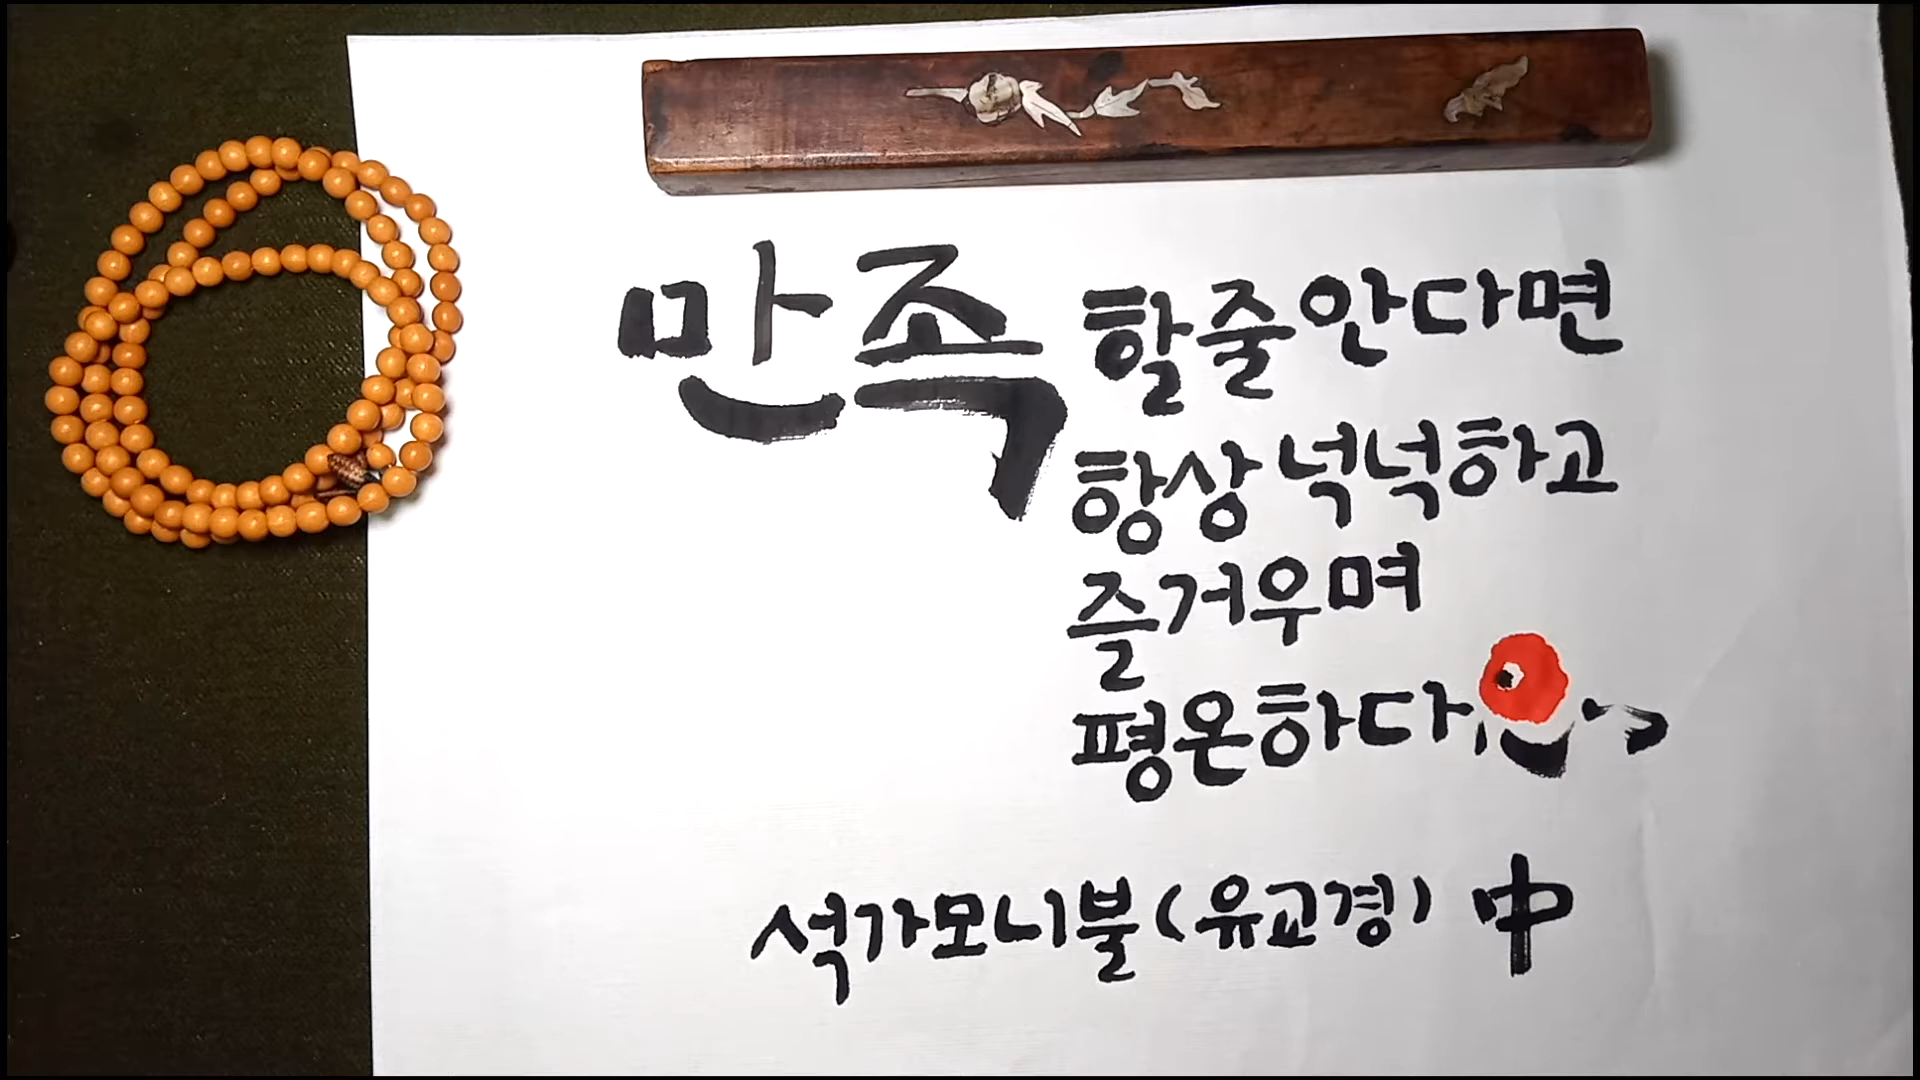 만족할줄안다면
항상넉넉하고
즐거우며
평온하다
석가모니불(유교경) 中